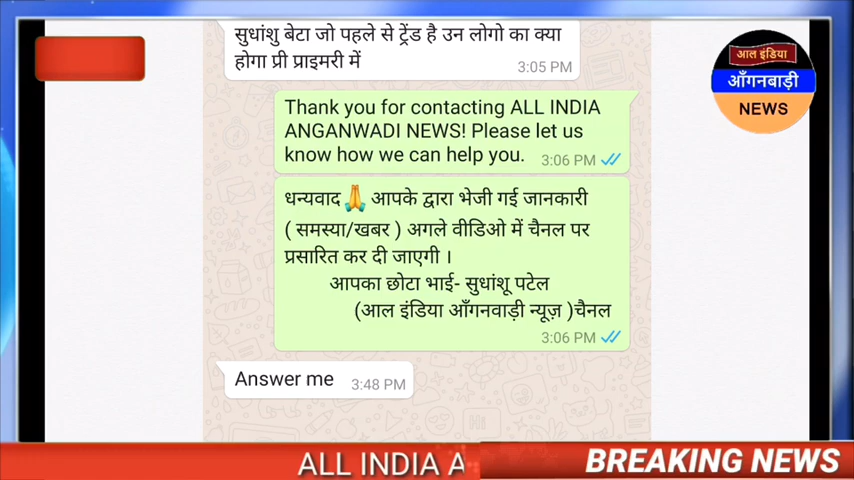 सुधांशु बेटा जो पहले से ट्रेंड है उन लोगो का क्या
होगा प्री प्राइमरी में
3:05 PM
Thank you for contacting ALL INDIA
ANGANWADI NEWS! Please let us
know how we can help you.
3:06 PM
धन्यवाद🙏आपके द्वारा भेजी गई जानकारी
( समस्या/खबर ) अगले वीडियो में चैनल पर
प्रसारित कर दी जाएगी ।
आपका छोटा भाई- सुधांशू पटेल
(आल इंडिया आँगनवाड़ी न्यूज़ )चैनल
3:06 PM
Answer me
3:48 PM
आल इंडिया
आँगनबाड़ी
NEWS
ALL INDIA A
BREAKING NEWS